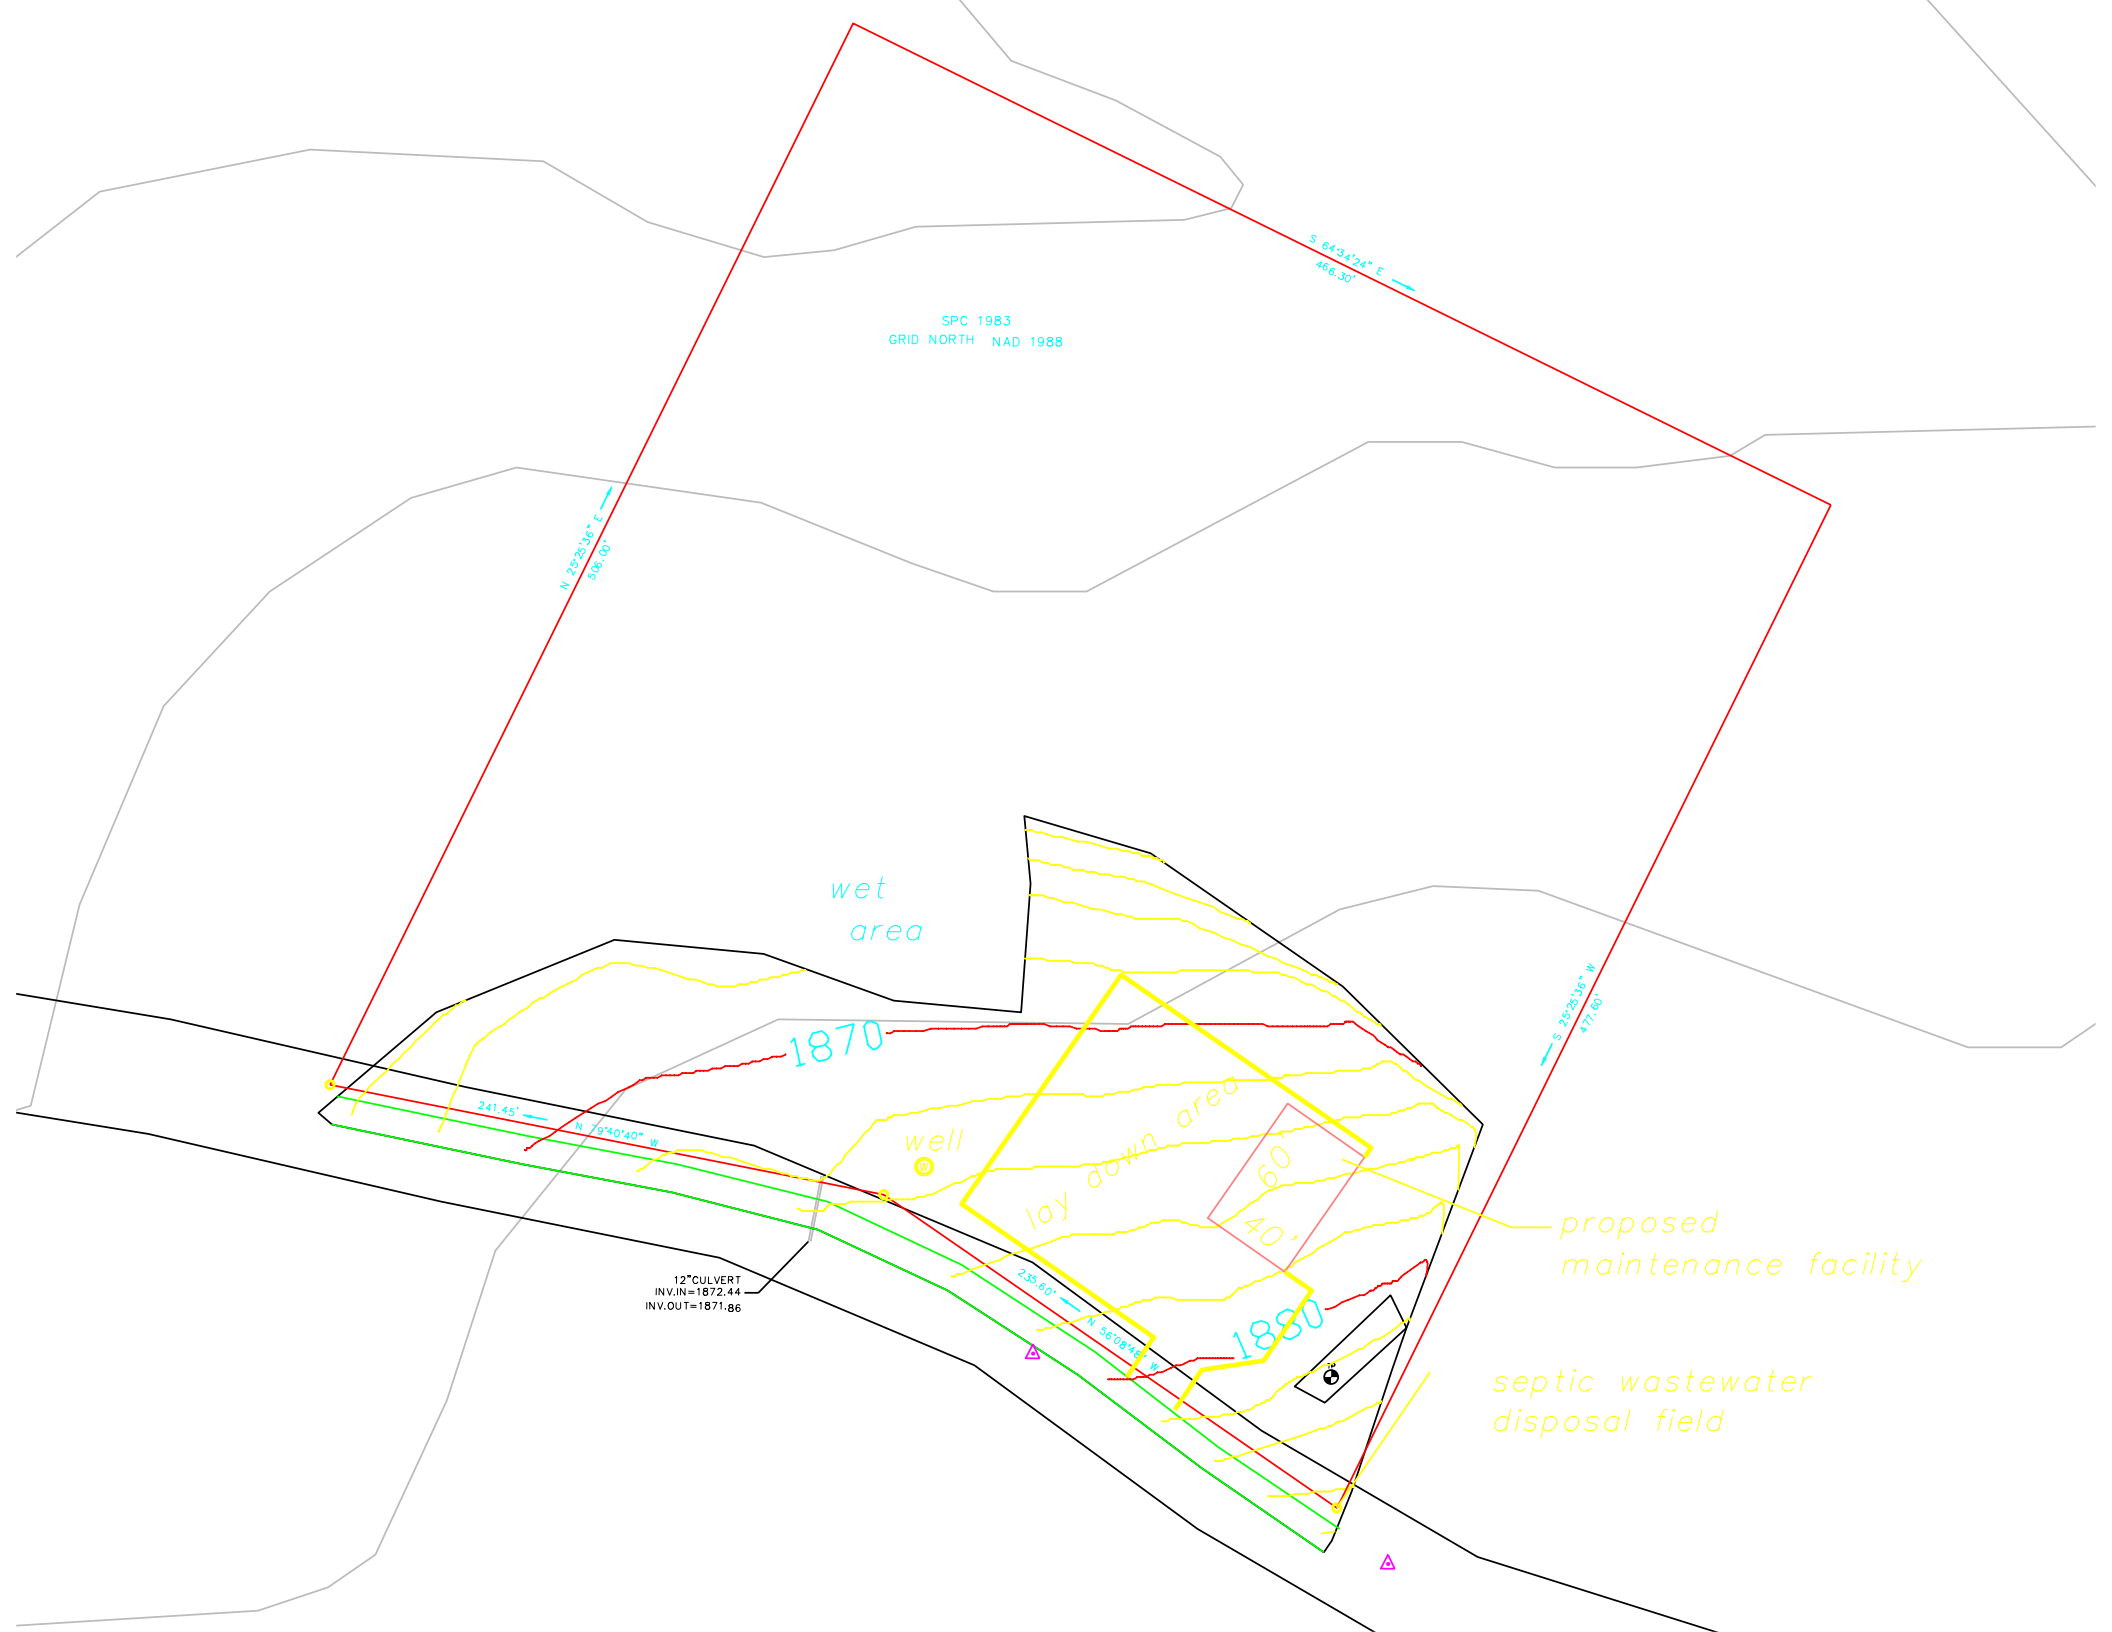 S 64°34'24" E
466.30'
SPC 1983
GRID NORTH NAD 1988
N 25°25'36" E
506.00'
wet
area
S 25°25'36" W
477.60'
1870
241.45'
N 79°40'40" W
well
W
lay down area
60'
40'
proposed
maintenance facility
12"CULVERT
INV.IN=1872.44
INV.OUT=1871.86
235.60'
N 56°08'48" W
1880
TP
septic wastewater
disposal field